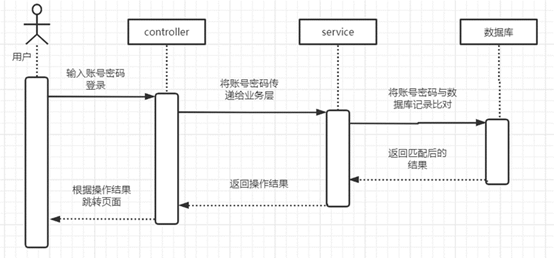 controller
service
数据库
用户
输入账号密码
登录
将账号密码传
递给业务层
将账号密码与数
据库记录比对
返回匹配后的
结果
返回操作结果
根据操作结果
跳转页面